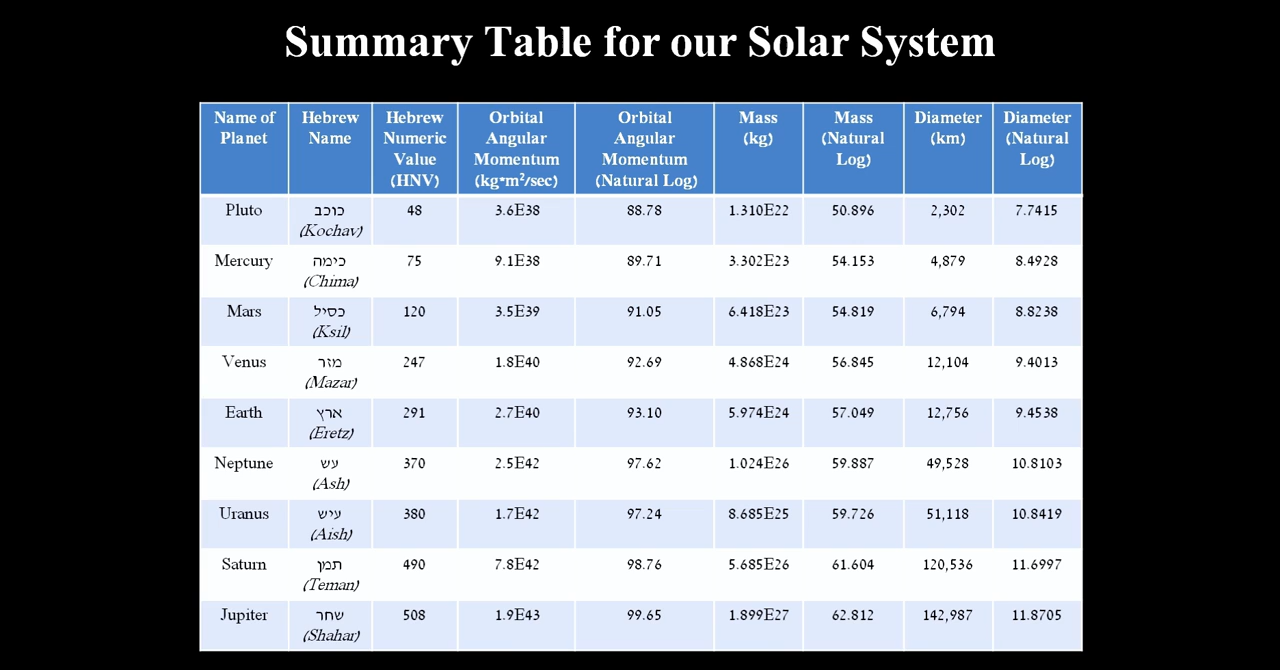 Summary Table for our Solar System
Name of Planet | Hebrew Name | Hebrew Numeric Value (HNV) | Orbital Angular Momentum (kg*m²/sec) | Orbital Angular Momentum (Natural Log) | Mass (kg) | Mass (Natural Log) | Diameter (km) | Diameter (Natural Log)
Pluto | כוכב (Kochav) | 48 | 3.6E38 | 88.78 | 1.310E22 | 50.896 | 2,302 | 7.7415
Mercury | כימה (Chima) | 75 | 9.1E38 | 89.71 | 3.302E23 | 54.153 | 4,879 | 8.4928
Mars | כסיל (Ksil) | 120 | 3.5E39 | 91.05 | 6.418E23 | 54.819 | 6,794 | 8.8238
Venus | מזר (Mazar) | 247 | 1.8E40 | 92.69 | 4.868E24 | 56.845 | 12,104 | 9.4013
Earth | ארץ (Eretz) | 291 | 2.7E40 | 93.10 | 5.974E24 | 57.049 | 12,756 | 9.4538
Neptune | עש (Ash) | 370 | 2.5E42 | 97.62 | 1.024E26 | 59.887 | 49,528 | 10.8103
Uranus | עיש (Aish) | 380 | 1.7E42 | 97.24 | 8.685E25 | 59.726 | 51,118 | 10.8419
Saturn | תמן (Teman) | 490 | 7.8E42 | 98.76 | 5.685E26 | 61.604 | 120,536 | 11.6997
Jupiter | שחר (Shahar) | 508 | 1.9E43 | 99.65 | 1.899E27 | 62.812 | 142,987 | 11.8705